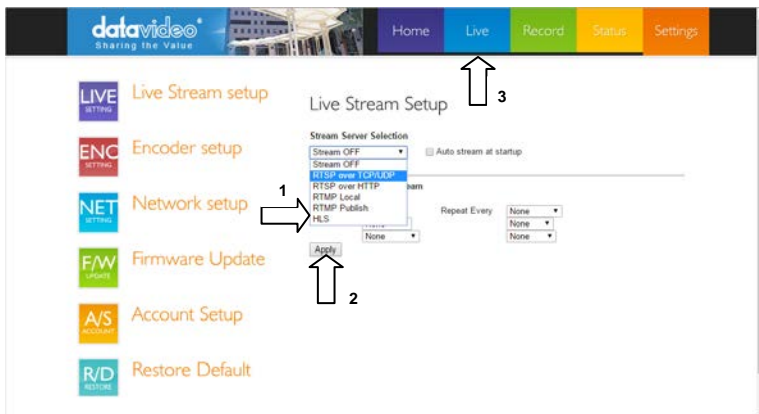 datavideo
Sharing the Value
Home Live Record Status Settings
3
LIVE
SETTING
Live Stream setup
ENC
SETTING
Encoder setup
NET
SETTING
Network setup
F/W
UPDATE
Firmware Update
A/S
ACCOUNT
Account Setup
R/D
RESTORE
Restore Default
Live Stream Setup
Stream Server Selection
Stream OFF
Auto stream at startup
Stream OFF
RTSP over TCP/UDP
RTSP over HTTP
RTMP Local
RTMP Publish
HLS
1
Repeat Every None
None
None None
Apply
2